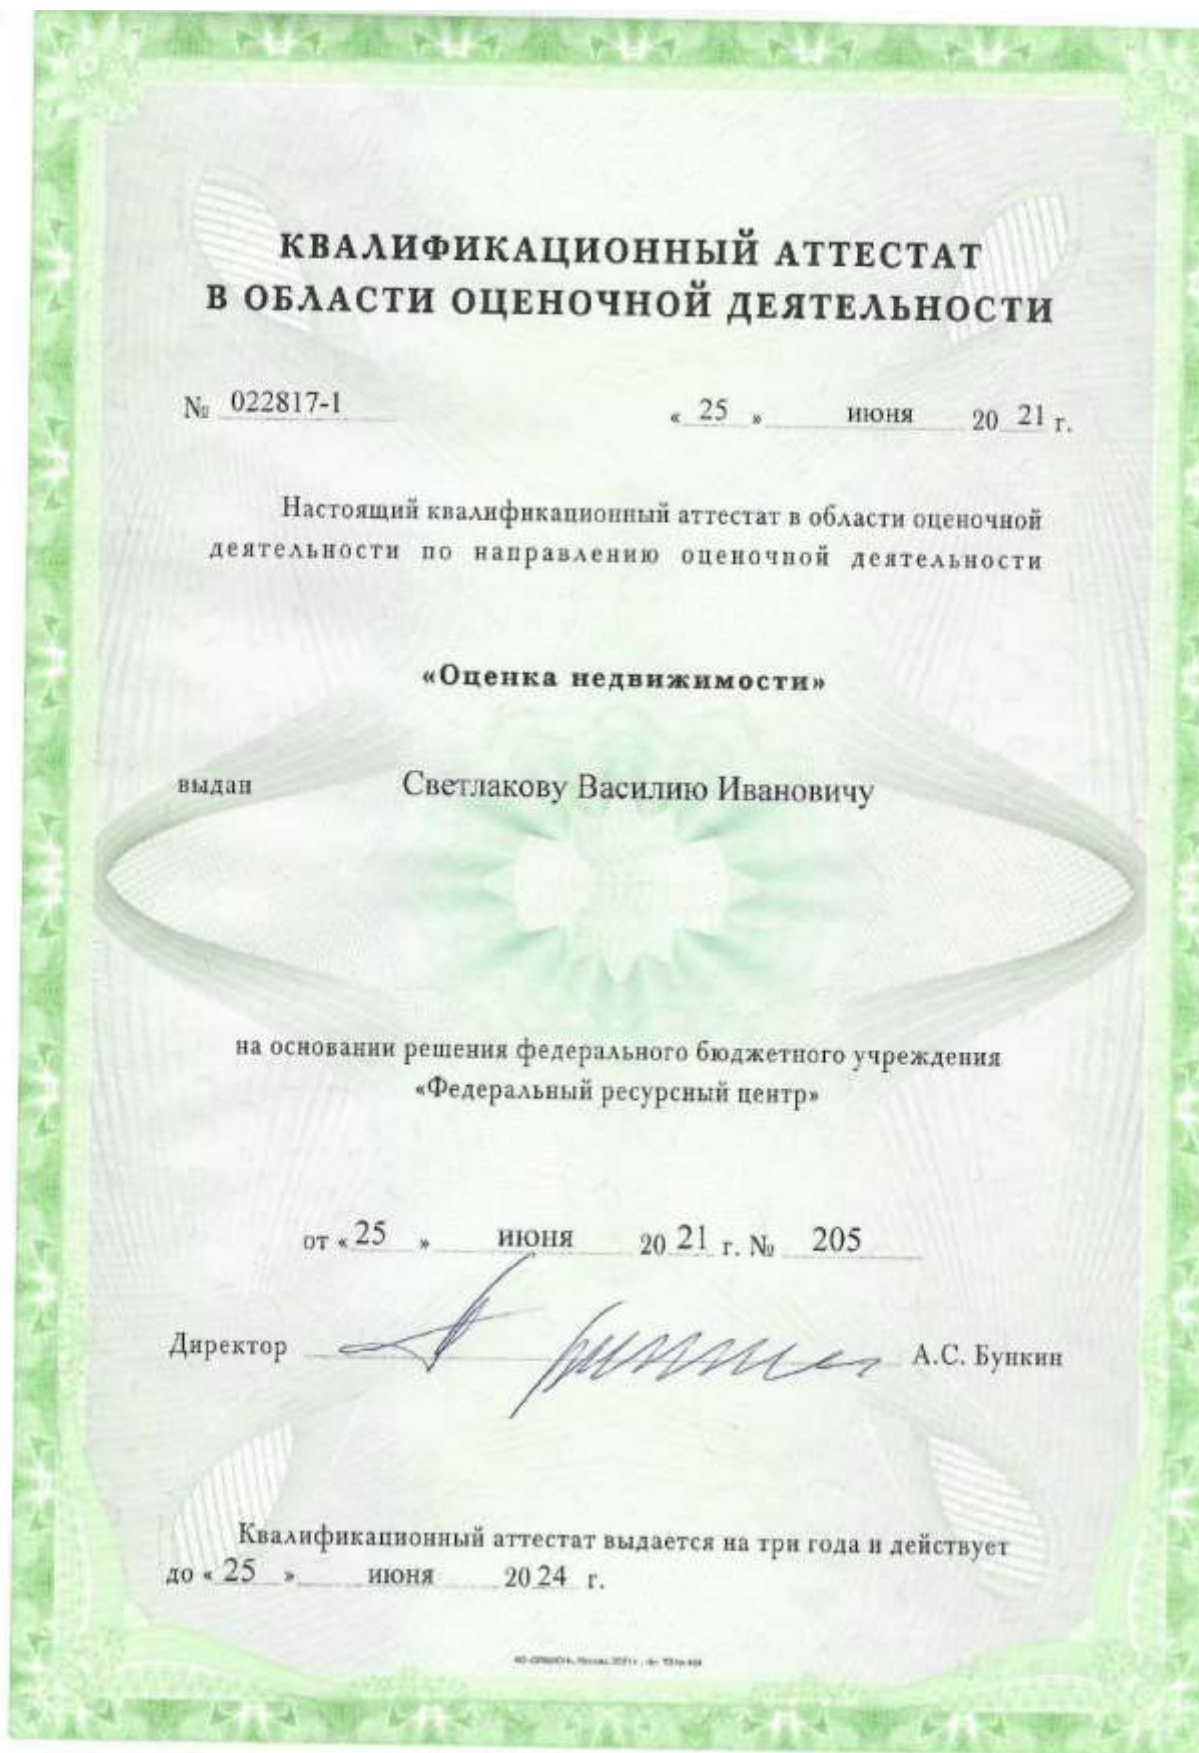 КВАЛИФИКАЦИОННЫЙ АТТЕСТАТ
В ОБЛАСТИ ОЦЕНОЧНОЙ ДЕЯТЕЛЬНОСТИ
№ 022817-1 « 25 » июня 20 21 г.
Настоящий квалификационный аттестат в области оценочной
деятельности по направлению оценочной деятельности
«Оценка недвижимости»
выдан Светлакову Василию Ивановичу
на основании решения федерального бюджетного учреждения
«Федеральный ресурсный центр»
от « 25 » июня 20 21 г. № 205
Директор А.С. Бункин
Квалификационный аттестат выдается на три года и действует
до « 25 » июня 20 24 г.